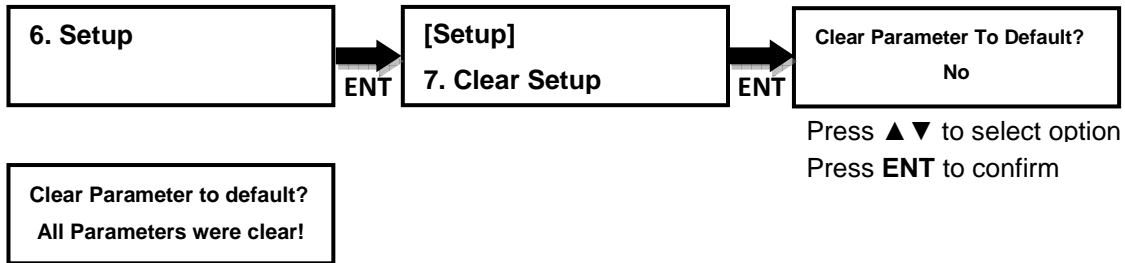 6. Setup
ENT
[Setup]
7. Clear Setup
ENT
Clear Parameter To Default?
No
Press ▲▼ to select option
Press ENT to confirm
Clear Parameter to default?
All Parameters were clear!